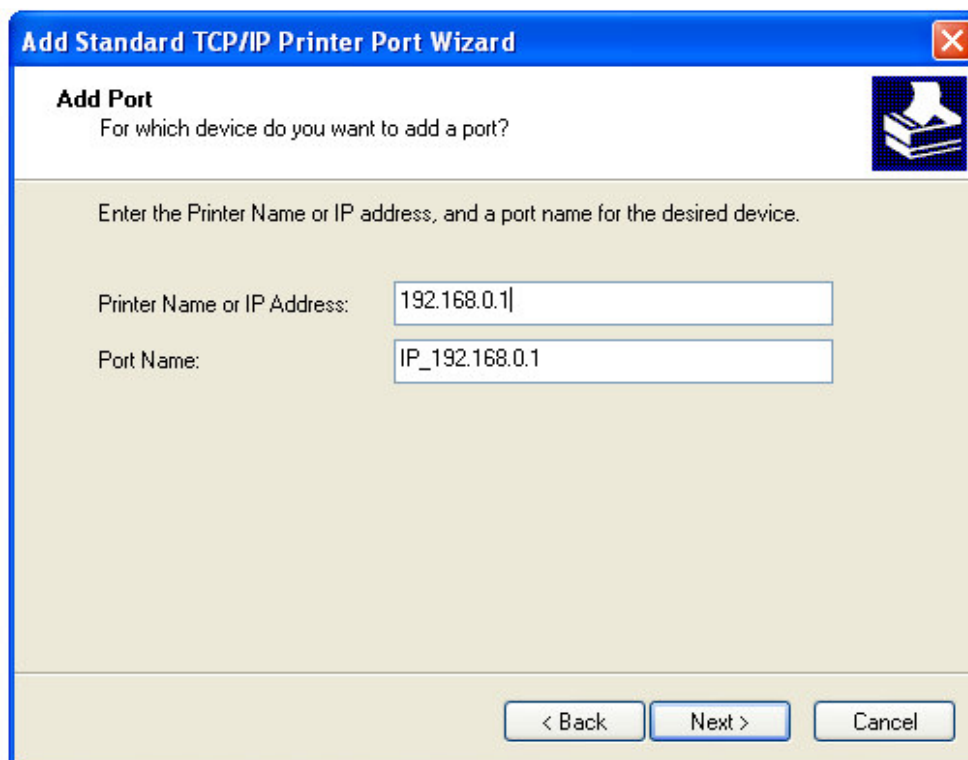 Add Standard TCP/IP Printer Port Wizard
Add Port
For which device do you want to add a port?
Enter the Printer Name or IP address, and a port name for the desired device.
Printer Name or IP Address: 192.168.0.1
Port Name: IP_192.168.0.1
< Back Next > Cancel